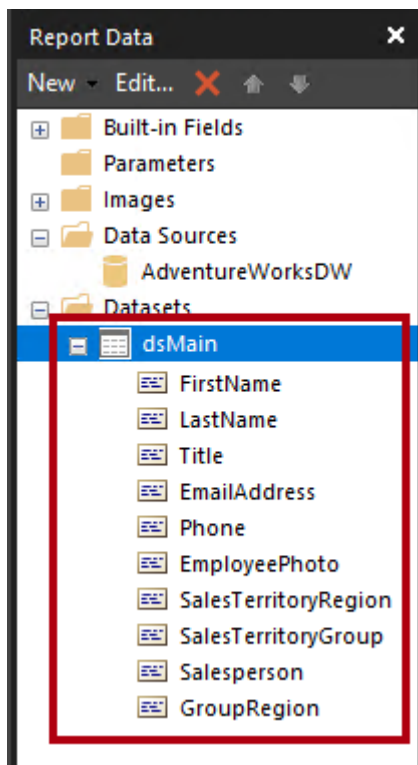 Report Data
New Edit...
Built-in Fields
Parameters
Images
Data Sources
AdventureWorksDW
Datasets
dsMain
FirstName
LastName
Title
EmailAddress
Phone
EmployeePhoto
SalesTerritoryRegion
SalesTerritoryGroup
Salesperson
GroupRegion